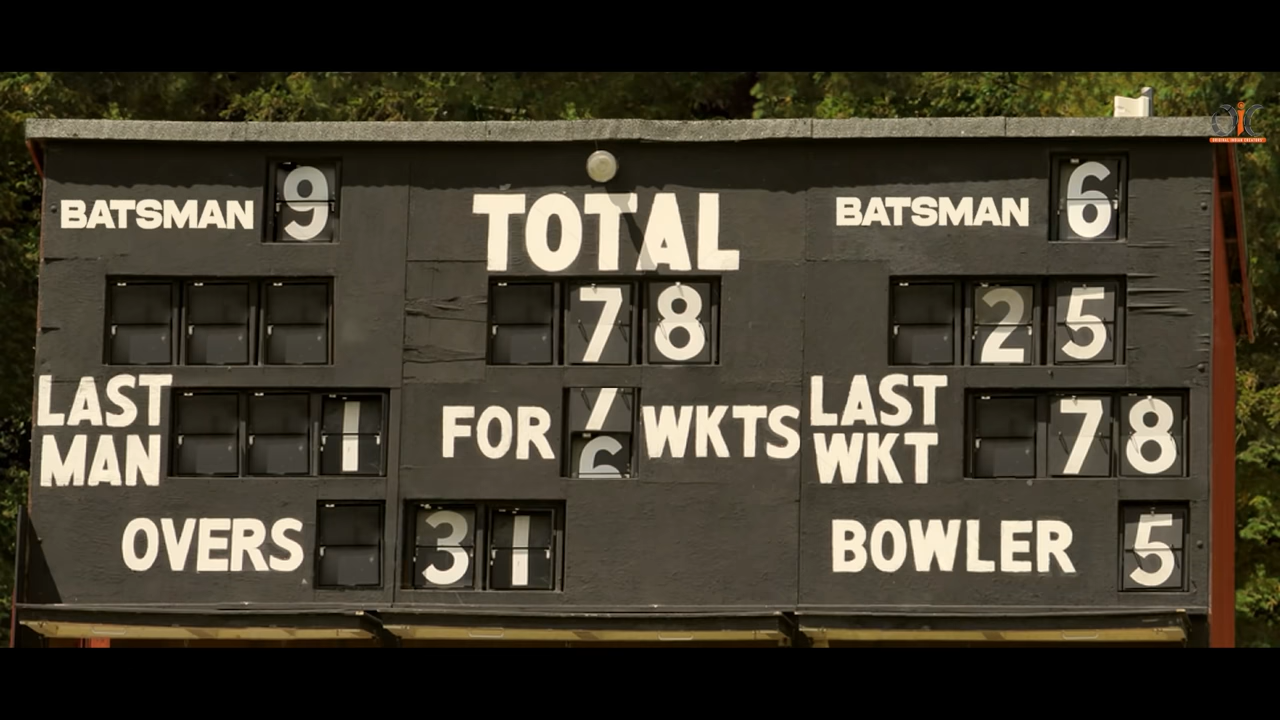 BATSMAN 9 TOTAL BATSMAN 6
78 25
LAST MAN 1 FOR WKTS LAST WKT 78
OVERS 31 BOWLER 5